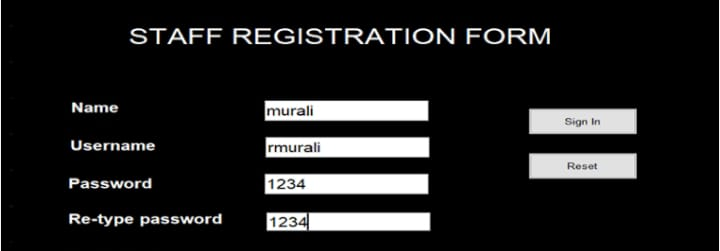 STAFF REGISTRATION FORM
Name murali
Sign In
Username rmurali
Reset
Password 1234
Re-type password 1234